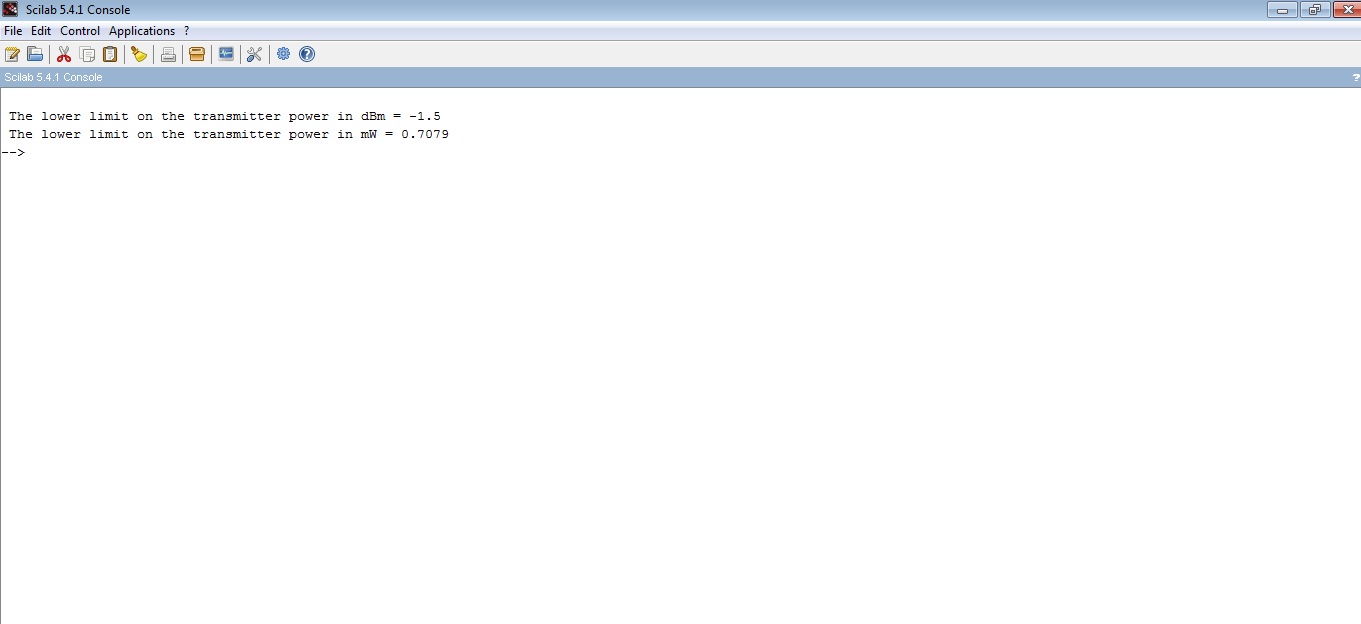 Scilab 5.4.1 Console
File Edit Control Applications ?
Scilab 5.4.1 Console ?
The lower limit on the transmitter power in dBm = -1.5
The lower limit on the transmitter power in mW = 0.7079
-->